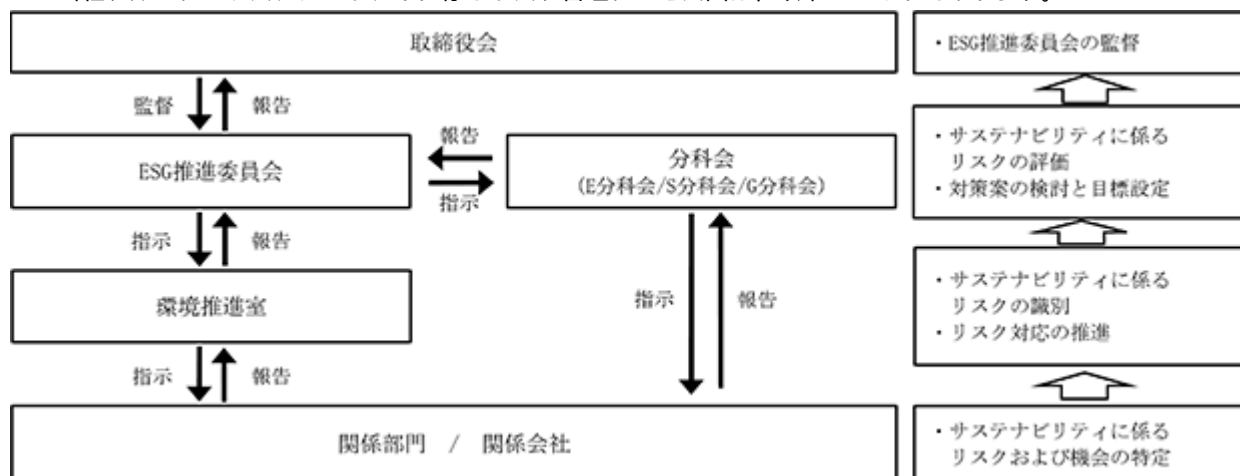 取締役会
・ESG推進委員会の監督
監督
報告
ESG推進委員会
報告
指示
分科会
(E分科会/S分科会/G分科会)
・サステナビリティに係る
リスクの評価
・対策案の検討と目標設定
指示
報告
環境推進室
指示
報告
・サステナビリティに係る
リスクの識別
・リスク対応の推進
指示
報告
関係部門 / 関係会社
・サステナビリティに係る
リスクおよび機会の特定